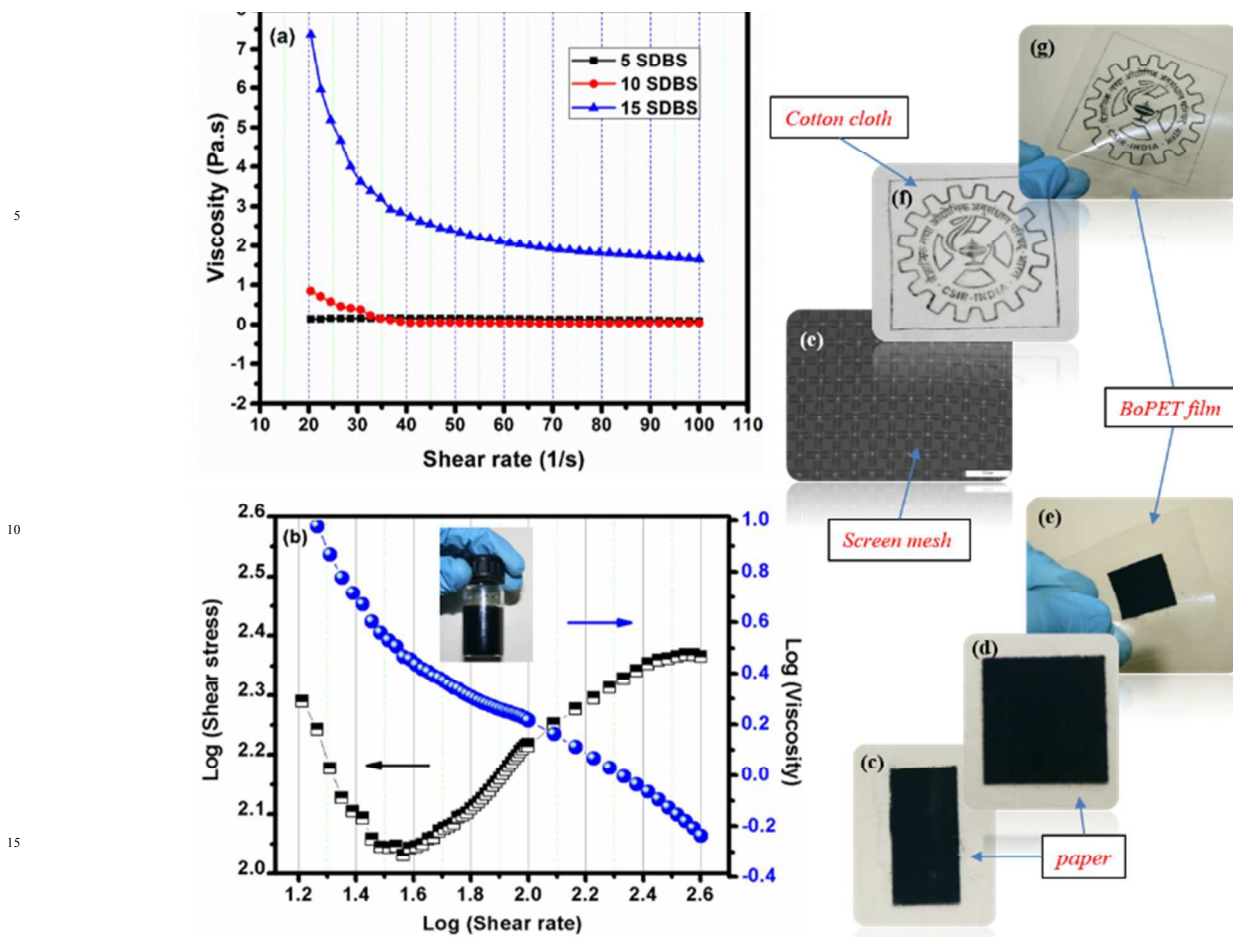 (a)
5 SDBS
10 SDBS
15 SDBS
Viscosity (Pa.s)
8
7
6
5
4
3
2
1
0
-1
-2
10 20 30 40 50 60 70 80 90 100 110
Shear rate (1/s)
(b)
Log (Shear stress)
2.6
2.5
2.4
2.3
2.2
2.1
2.0
1.0
0.8
0.6
0.4
0.2
0.0
-0.2
-0.4
Log (Viscosity)
1.2 1.4 1.6 1.8 2.0 2.2 2.4 2.6
Log (Shear rate)
5
10
15
(g)
CSIR-INDIA
Cotton cloth
(f)
CSIR-INDIA
(e)
BoPET film
Screen mesh
(e)
(d)
(c)
paper